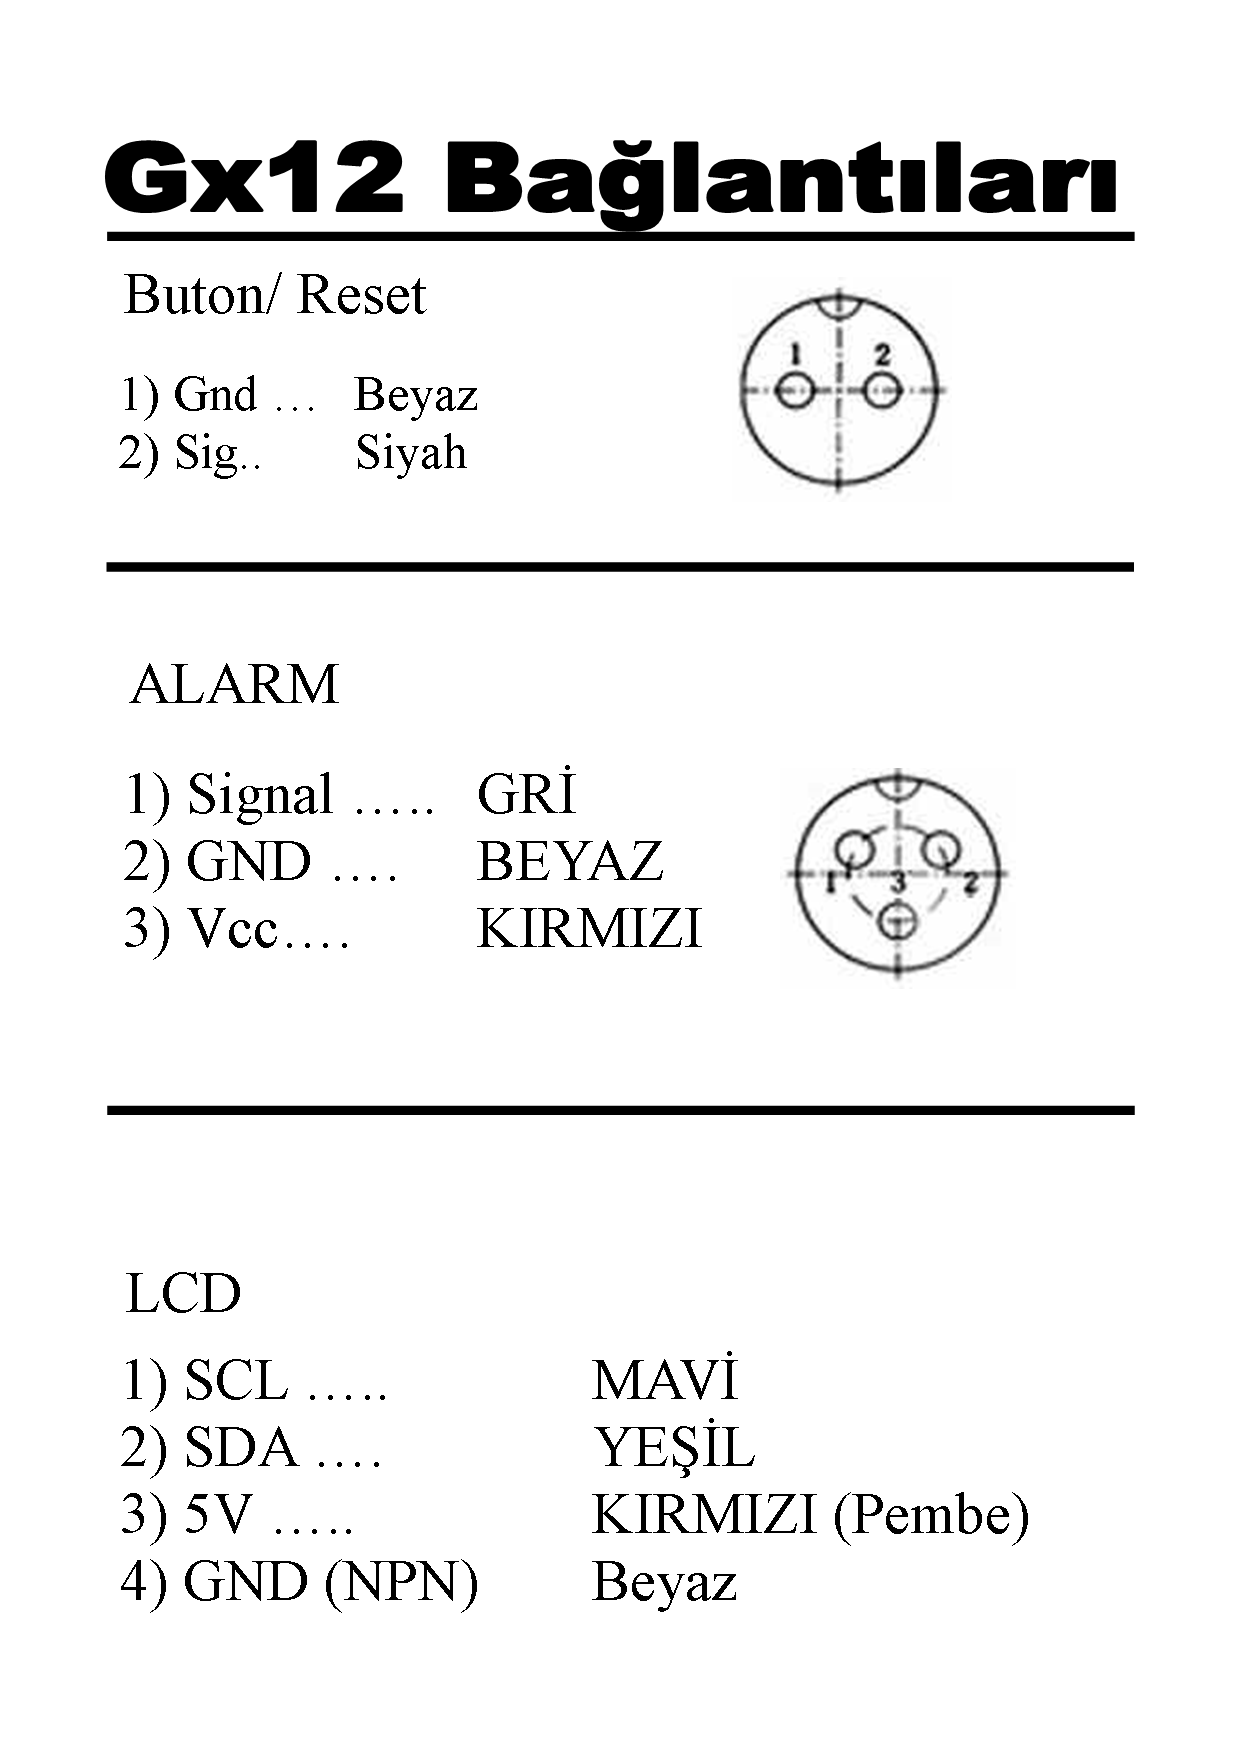 Gx12 Bağlantıları
Buton/ Reset
1) Gnd … Beyaz
2) Sig.. Siyah
1 2
ALARM
1) Signal ….. GRİ
2) GND …. BEYAZ
3) Vcc…. KIRMIZI
1 3 2
LCD
1) SCL ….. MAVİ
2) SDA …. YEŞİL
3) 5V ….. KIRMIZI (Pembe)
4) GND (NPN) Beyaz